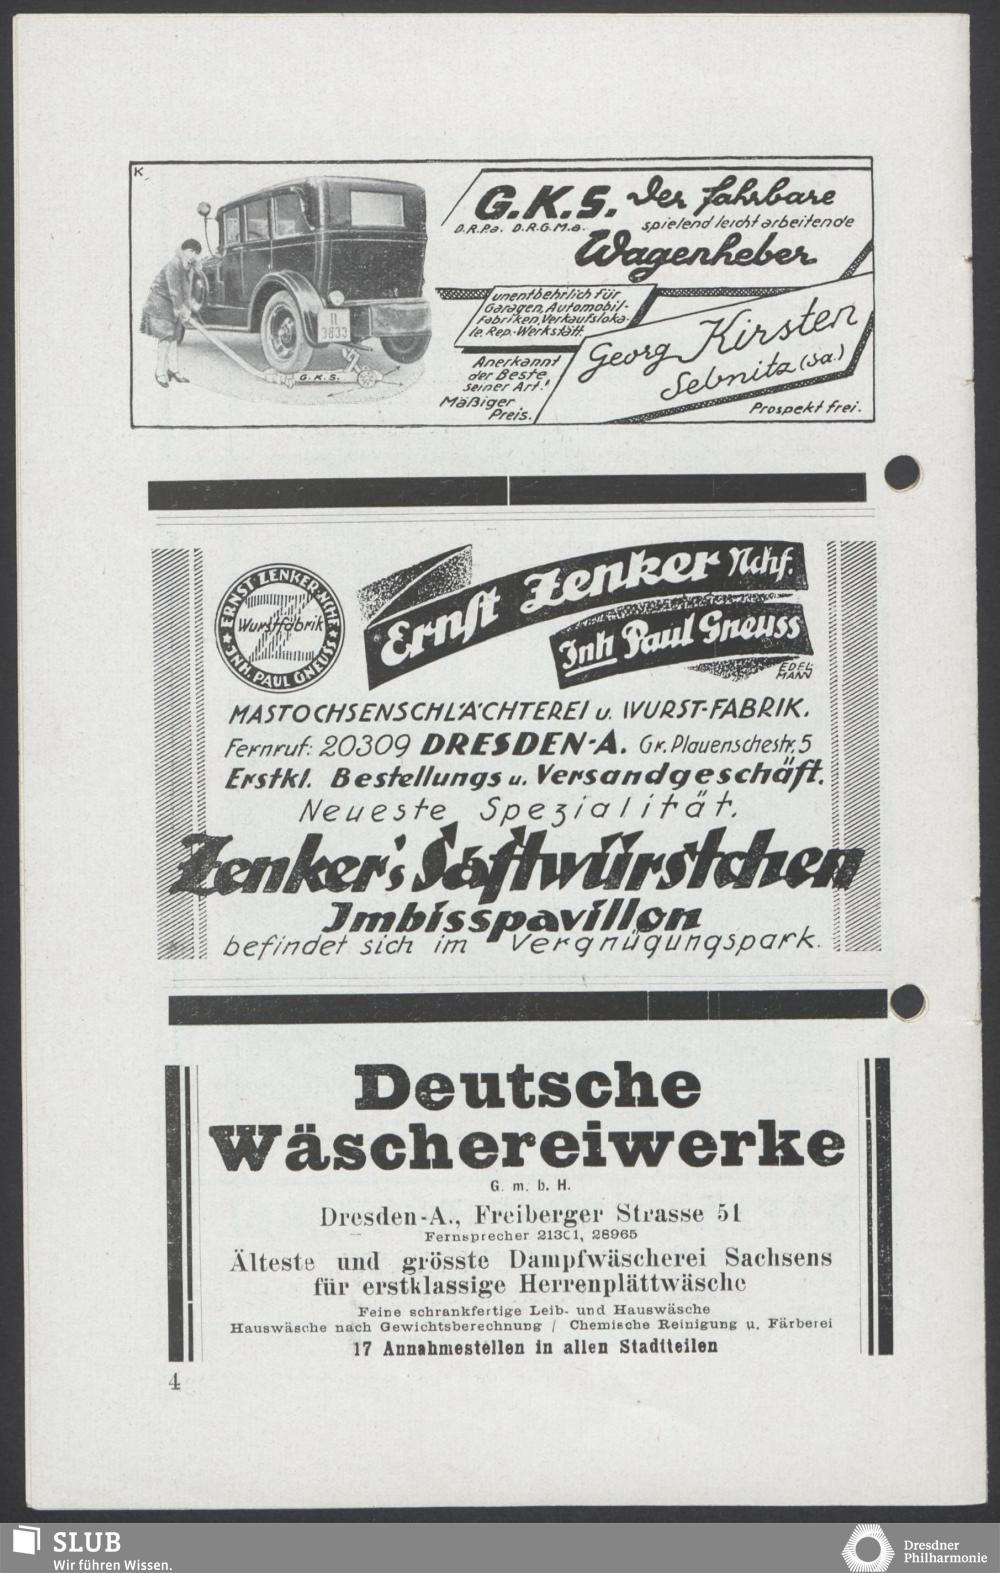 K
G.K.S. Der fahrbare
D.R.P.a. D.R.G.M.a. spielend leicht arbeitende
Wagenheber
unentbehrlich für
Garagen, Automobil-
fabriken, Verkaufsloka-
le, Rep.-Werkstätt.
Anerkannt
der Beste
seiner Art!
Mäßiger
Preis.
Georg Kirsten
Sebnitz (Sa.)
Prospekt frei.
II
3833
G.K.S.
ERNST ZENKER NCHF.
Wurstfabrik
Z
JNH. PAUL GNEUSS
Ernst Zenker Nchf.
Inh Paul Gneuss
EDEL
MANN
MASTOCHSENSCHLÄCHTEREI u. WURST-FABRIK.
Fernruf: 20309 DRESDEN-A. Gr. Plauenschestr. 5
Erstkl. Bestellungs u. Versandgeschäft.
Neueste Spezialität.
Zenker's Saftwürstchen
Imbisspavillon
befindet sich im Vergnügungspark.
Deutsche
Wäschereiwerke
G. m. b. H.
Dresden-A., Freiberger Strasse 51
Fernsprecher 21301, 28965
Älteste und grösste Dampfwäscherei Sachsens
für erstklassige Herrenplättwäsche
Feine schrankfertige Leib- und Hauswäsche
Hauswäsche nach Gewichtsberechnung / Chemische Reinigung u. Färberei
17 Annahmestellen in allen Stadtteilen
4
SLUB
Wir führen Wissen.
Dresdner
Philharmonie